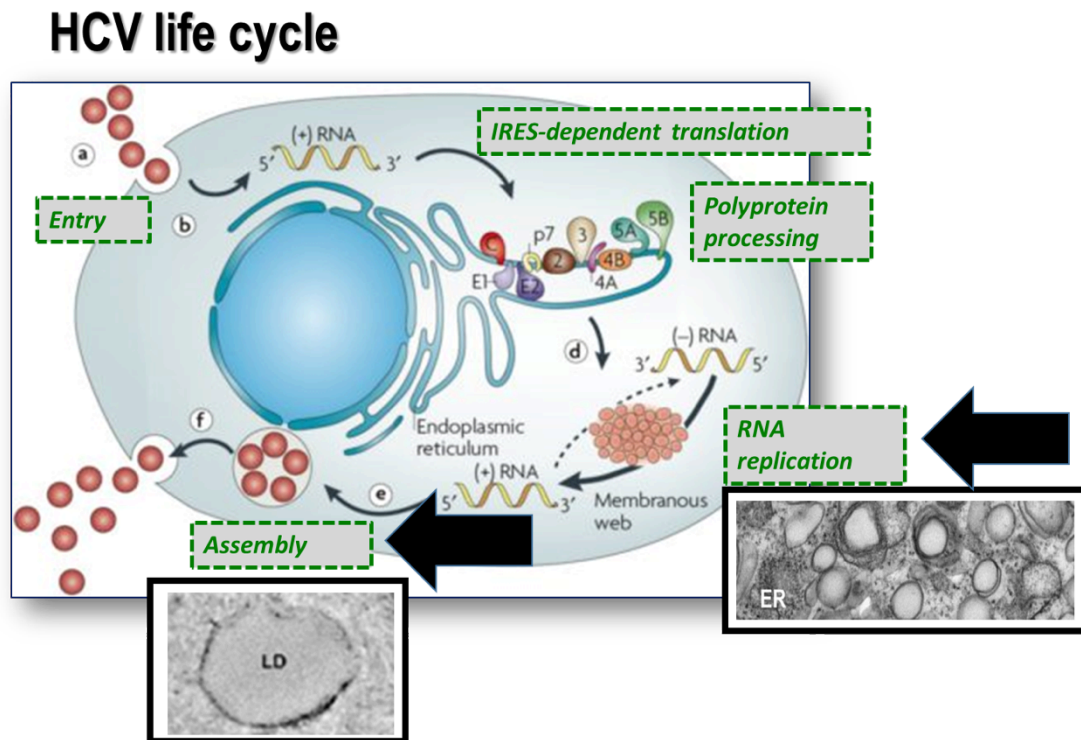 HCV life cycle
a
(+) RNA
5′
3′
IRES-dependent translation
Entry
b
Polyprotein
processing
C
p7
3
5A
5B
E1
E2
2
4A
4B
d
(–) RNA
3′
5′
f
Endoplasmic
reticulum
RNA
replication
(+) RNA
e
5′
3′
Membranous
web
Assembly
LD
ER